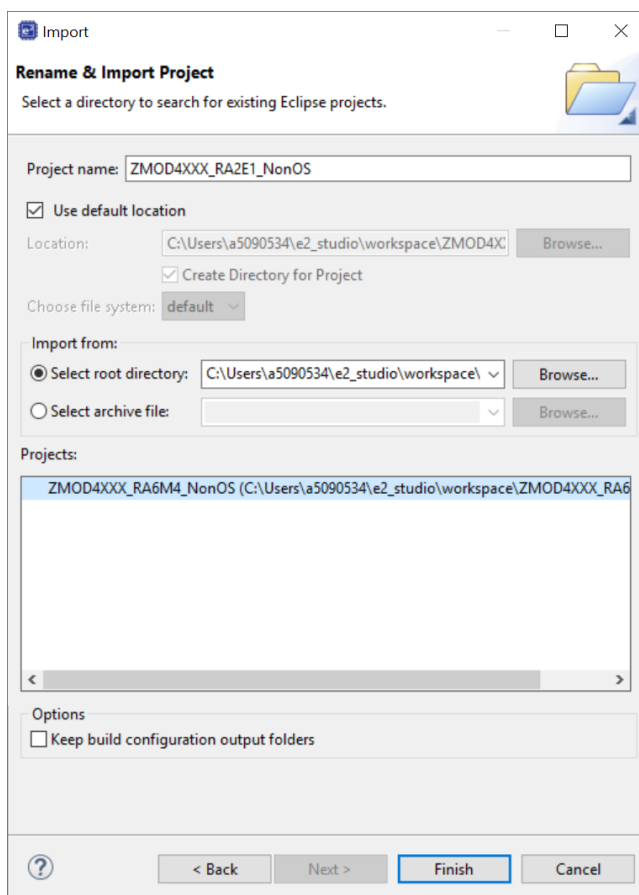 Import
Rename & Import Project
Select a directory to search for existing Eclipse projects.
Project name: ZMOD4XXX_RA2E1_NonOS
Use default location
Location: C:\Users\a5090534\e2_studio\workspace\ZMOD4X Browse...
Create Directory for Project
Choose file system: default
Import from:
Select root directory: C:\Users\a5090534\e2_studio\workspace\ Browse...
Select archive file: Browse...
Projects:
ZMOD4XXX_RA6M4_NonOS (C:\Users\a5090534\e2_studio\workspace\ZMOD4XXX_RA6
Options
Keep build configuration output folders
? < Back Next > Finish Cancel